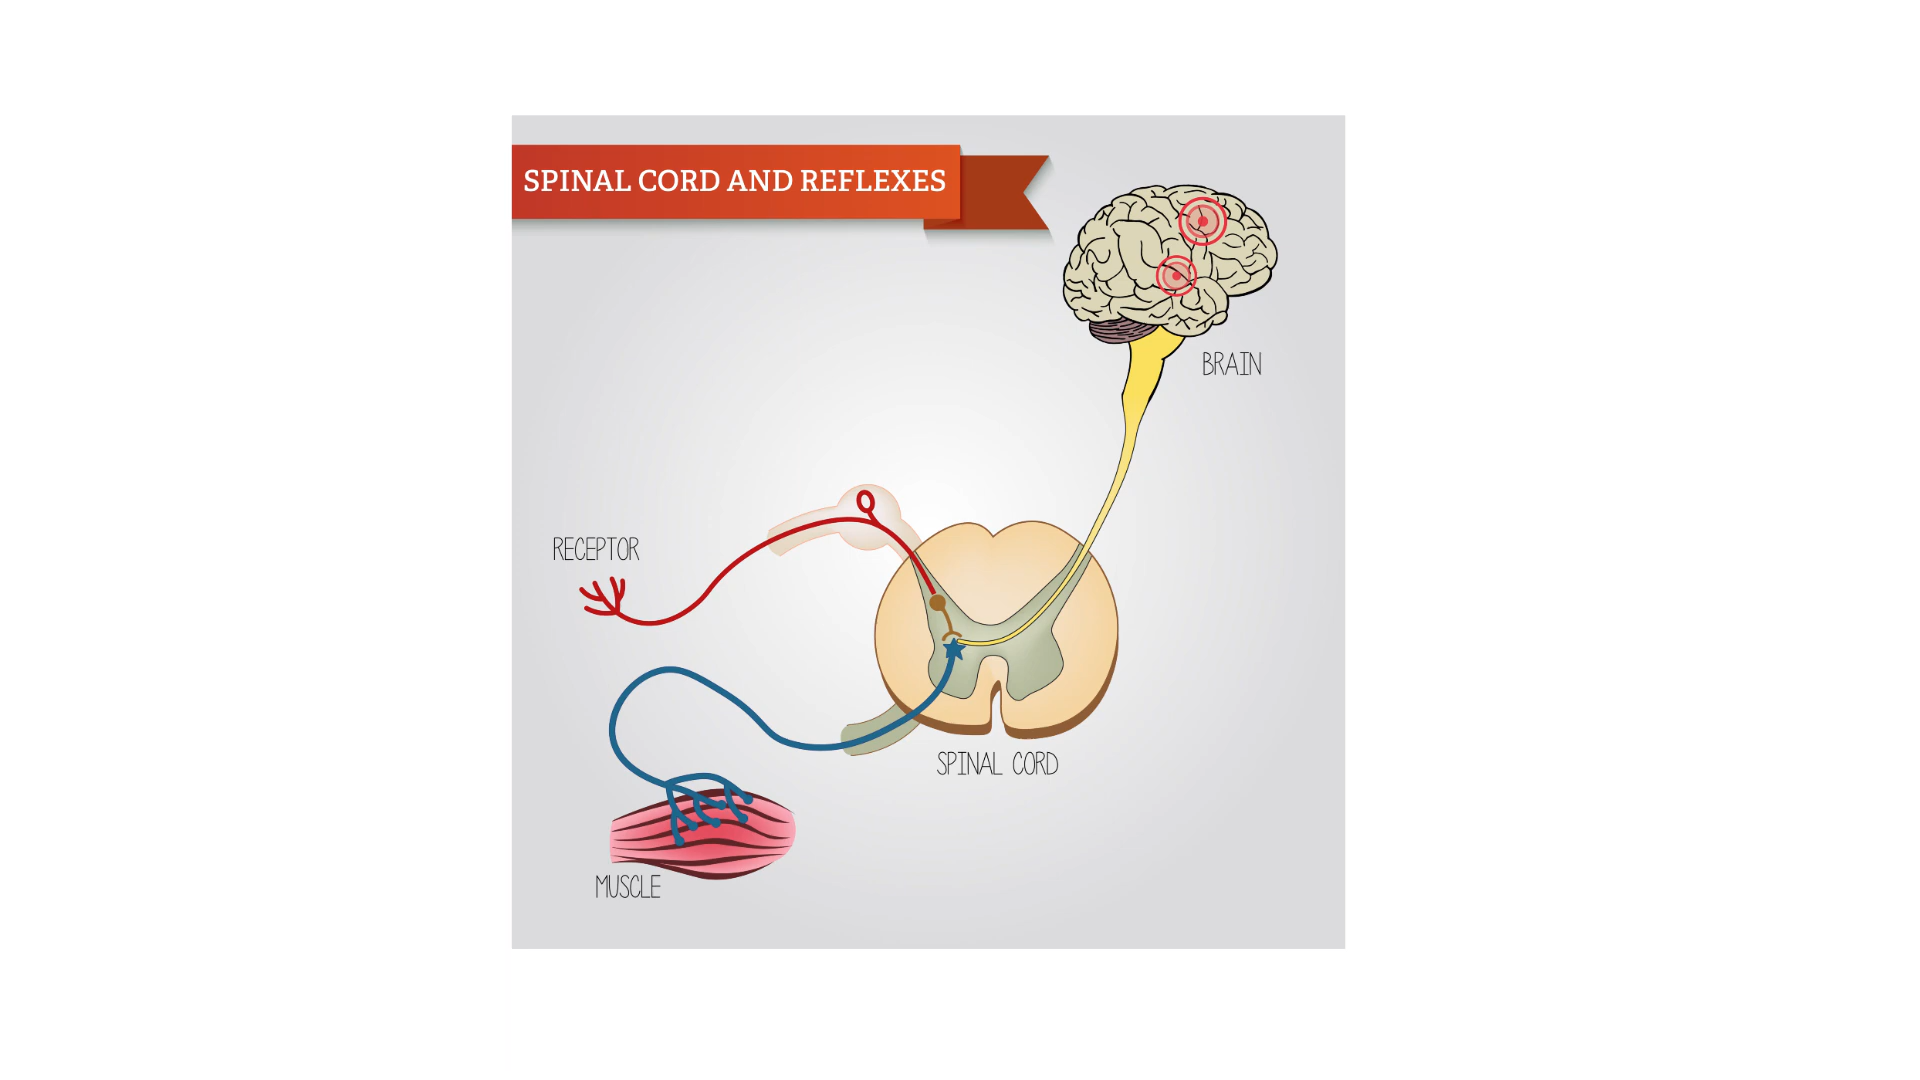 SPINAL CORD AND REFLEXES
BRAIN
RECEPTOR
SPINAL CORD
MUSCLE